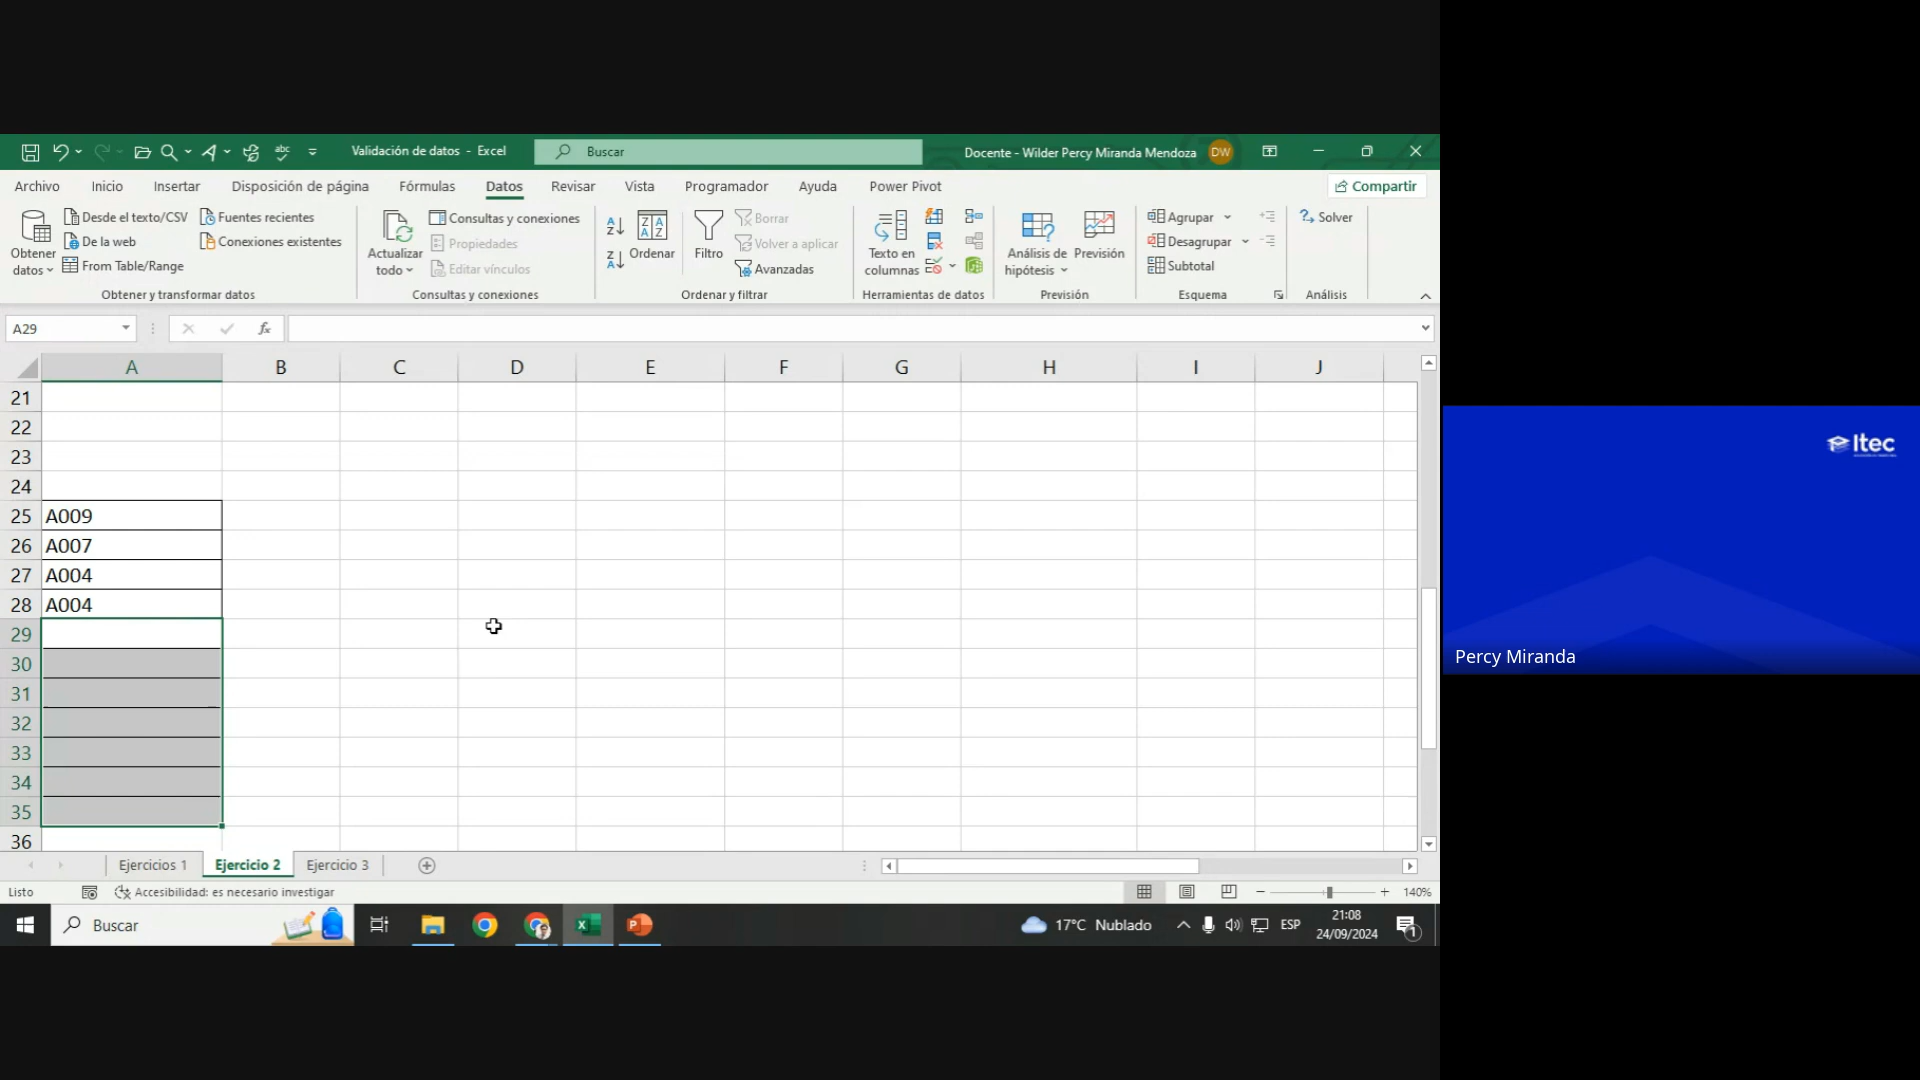 Validación de datos - Excel
Buscar
Docente - Wilder Percy Miranda Mendoza
DW
Archivo
Inicio
Insertar
Disposición de página
Fórmulas
Datos
Revisar
Vista
Programador
Ayuda
Power Pivot
Compartir
Obtener datos
Desde el texto/CSV
De la web
From Table/Range
Fuentes recientes
Conexiones existentes
Obtener y transformar datos
Actualizar todo
Consultas y conexiones
Propiedades
Editar vínculos
Consultas y conexiones
Ordenar
Filtro
Borrar
Volver a aplicar
Avanzadas
Ordenar y filtrar
Texto en columnas
Herramientas de datos
Análisis de hipótesis
Previsión
Previsión
Agrupar
Desagrupar
Subtotal
Esquema
Solver
Análisis
A29
fx
A B C D E F G H I J
21
22
23
24
25 A009
26 A007
27 A004
28 A004
29
30
31
32
33
34
35
36
Ejercicios 1
Ejercicio 2
Ejercicio 3
Listo
Accesibilidad: es necesario investigar
140%
Buscar
17°C Nublado
ESP
21:08
24/09/2024
1
Itec
Percy Miranda